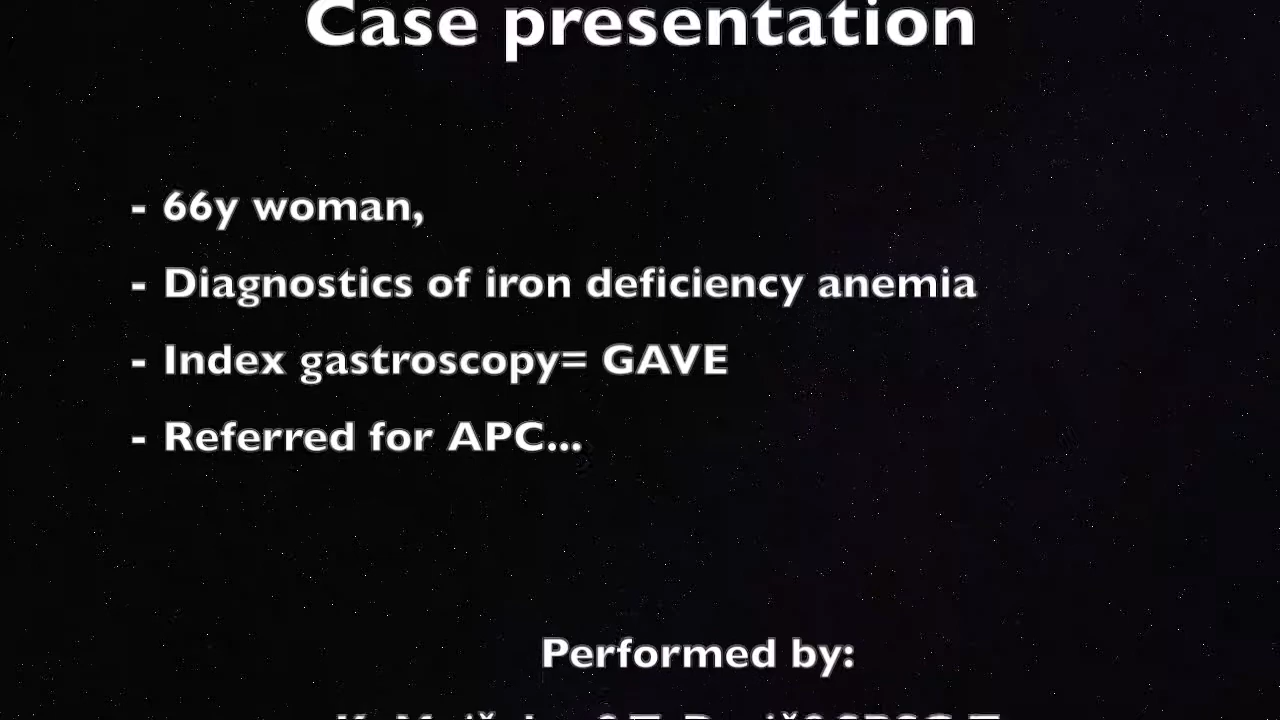 Case presentation
- 66y woman,
- Diagnostics of iron deficiency anemia
- Index gastroscopy= GAVE
- Referred for APC...
Performed by: